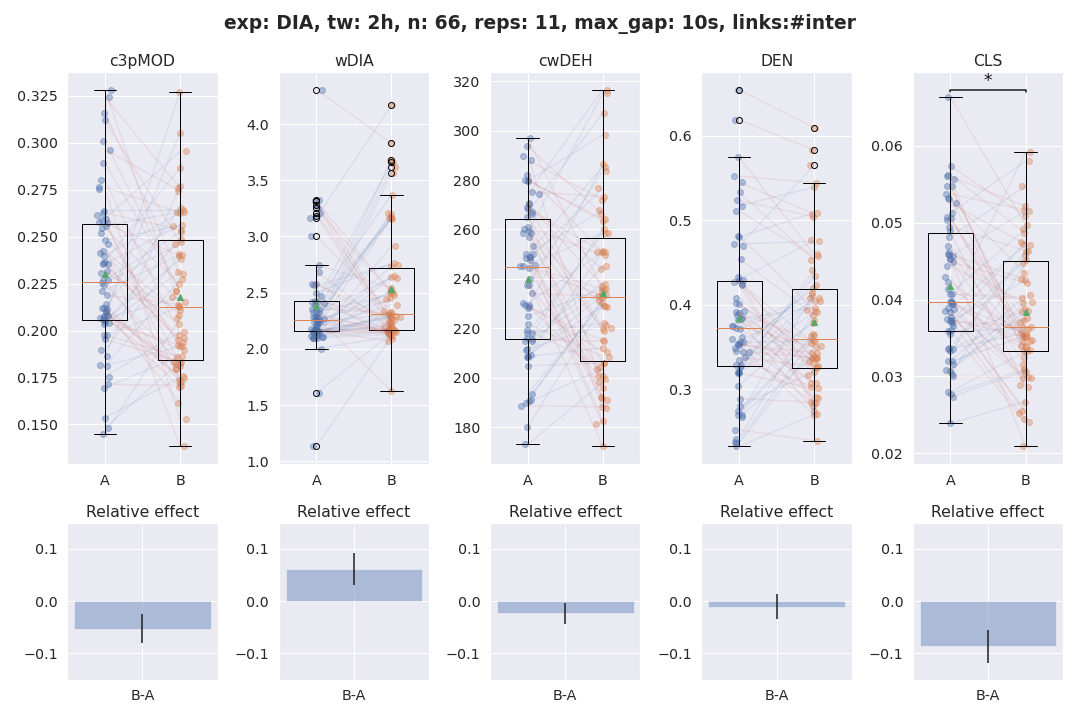 exp: DIA, tw: 2h, n: 66, reps: 11, max_gap: 10s, links:#inter
c3pMOD
wDIA
cwDEH
DEN
CLS
*
0.325
0.300
0.275
0.250
0.225
0.200
0.175
0.150
A
B
4.0
3.5
3.0
2.5
2.0
1.5
1.0
A
B
320
300
280
260
240
220
200
180
A
B
0.6
0.5
0.4
0.3
A
B
0.06
0.05
0.04
0.03
0.02
A
B
Relative effect
0.1
0.0
−0.1
B-A
Relative effect
0.1
0.0
−0.1
B-A
Relative effect
0.1
0.0
−0.1
B-A
Relative effect
0.1
0.0
−0.1
B-A
Relative effect
0.1
0.0
−0.1
B-A